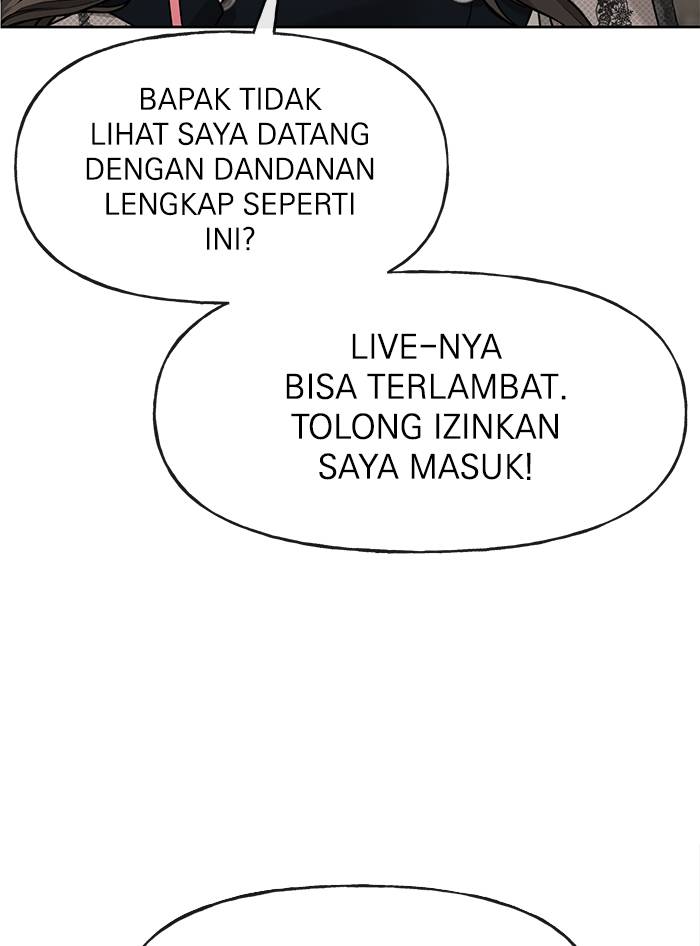 BAPAK TIDAK
LIHAT SAYA DATANG
DENGAN DANDANAN
LENGKAP SEPERTI
INI?
LIVE-NYA
BISA TERLAMBAT.
TOLONG IZINKAN
SAYA MASUK!